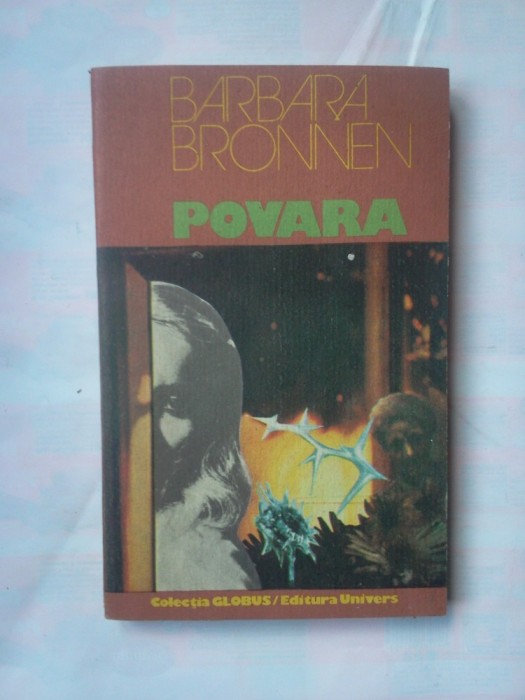 BARBARA
BRONNEN
POVARA
Colecția GLOBUS/Editura Univers